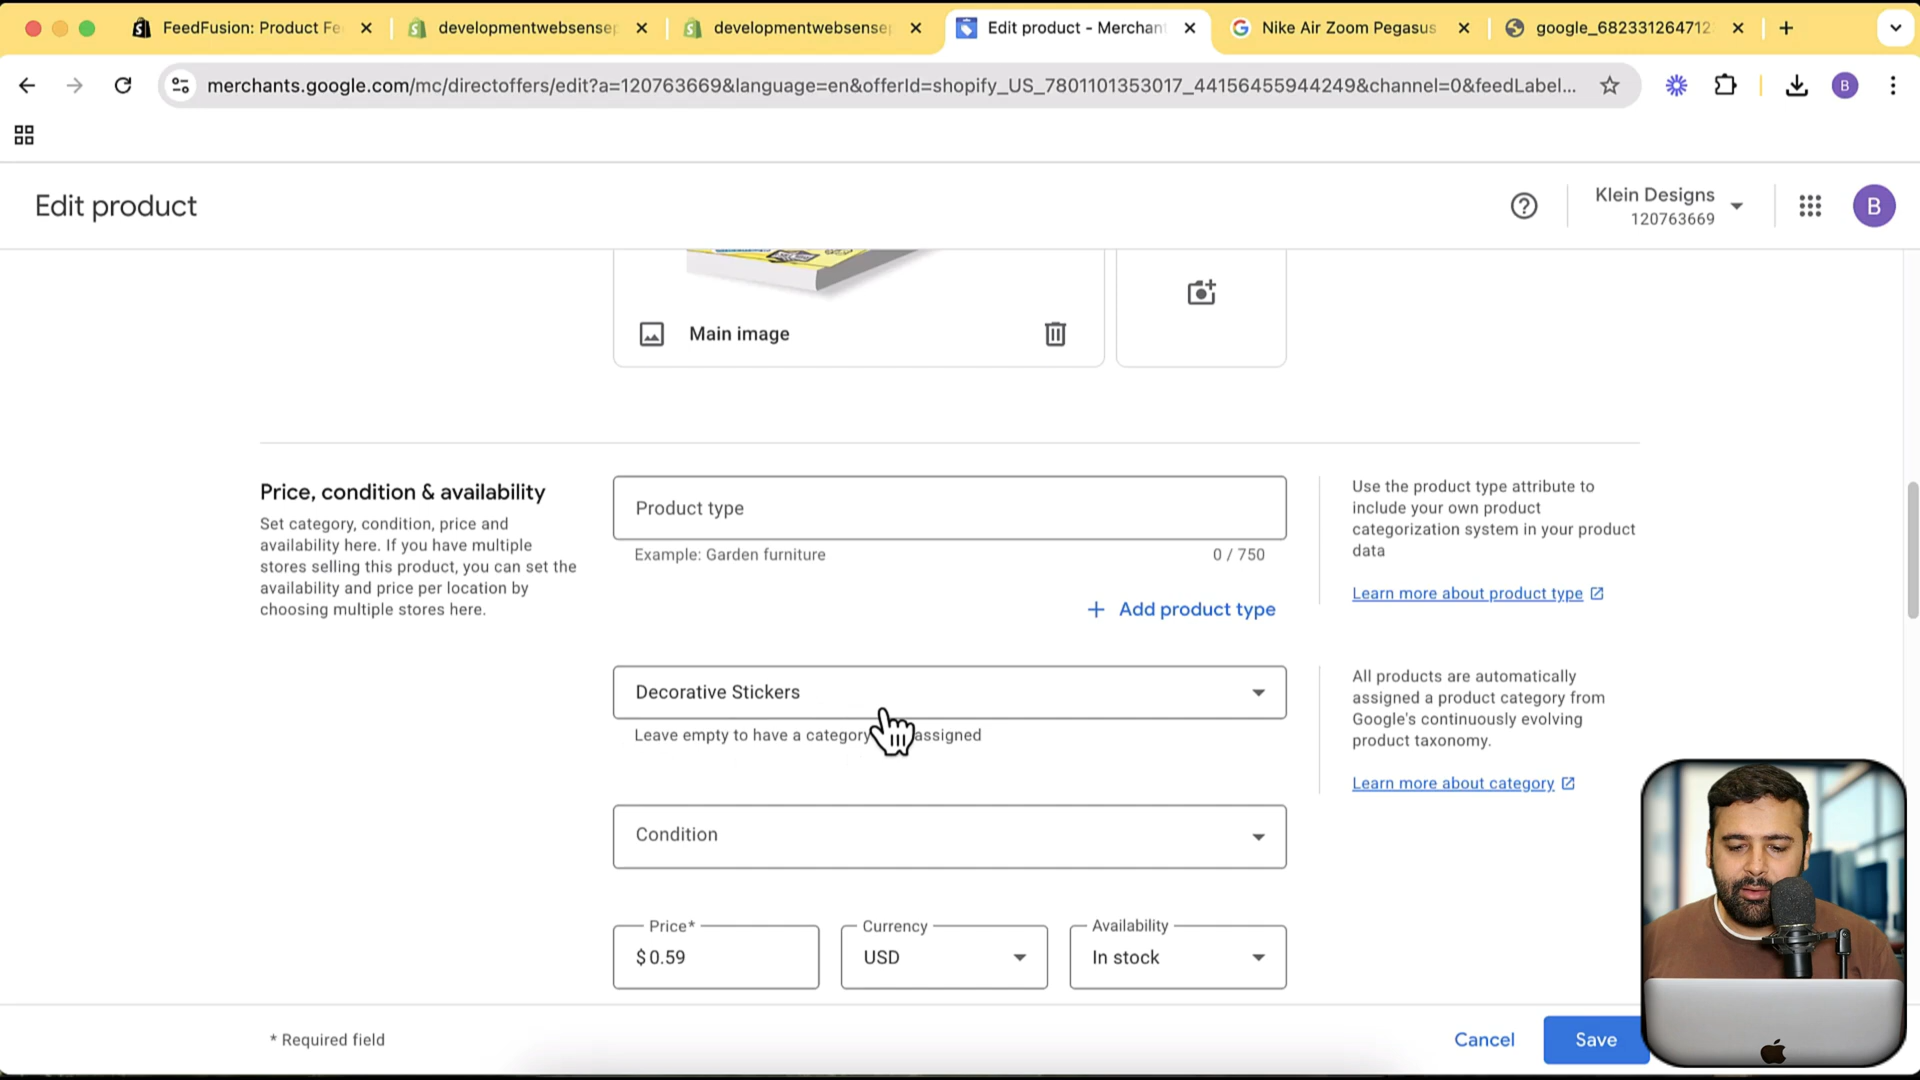 FeedFusion: Product Fe
developmentwebsensep
developmentwebsensep
Edit product - Merchant
Nike Air Zoom Pegasus
google_682331264712
merchants.google.com/mc/directoffers/edit?a=120763669&language=en&offerId=shopify_US_7801101353017_44156455944249&channel=0&feedLabel...
B
Edit product
Klein Designs
120763669
B
Main image
Price, condition & availability
Set category, condition, price and
availability here. If you have multiple
stores selling this product, you can set the
availability and price per location by
choosing multiple stores here.
Product type
Example: Garden furniture
0 / 750
Add product type
Use the product type attribute to
include your own product
categorization system in your product
data
Learn more about product type
Decorative Stickers
Leave empty to have a category assigned
All products are automatically
assigned a product category from
Google's continuously evolving
product taxonomy.
Learn more about category
Condition
Price*
$ 0.59
Currency
USD
Availability
In stock
* Required field
Cancel
Save